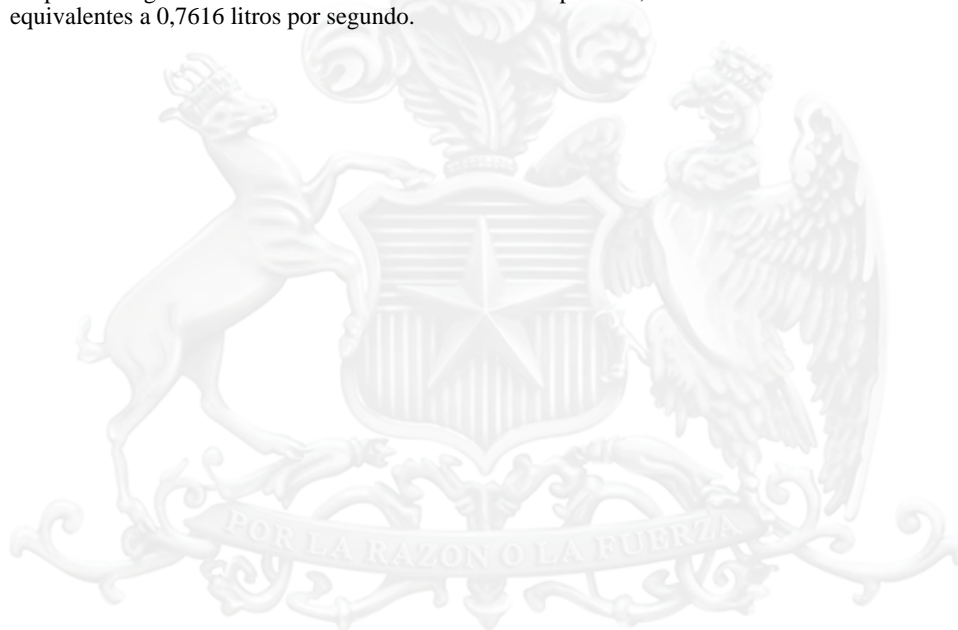 equivalentes a 0,7616 litros por segundo.
POR LA RAZON O LA FUERZA